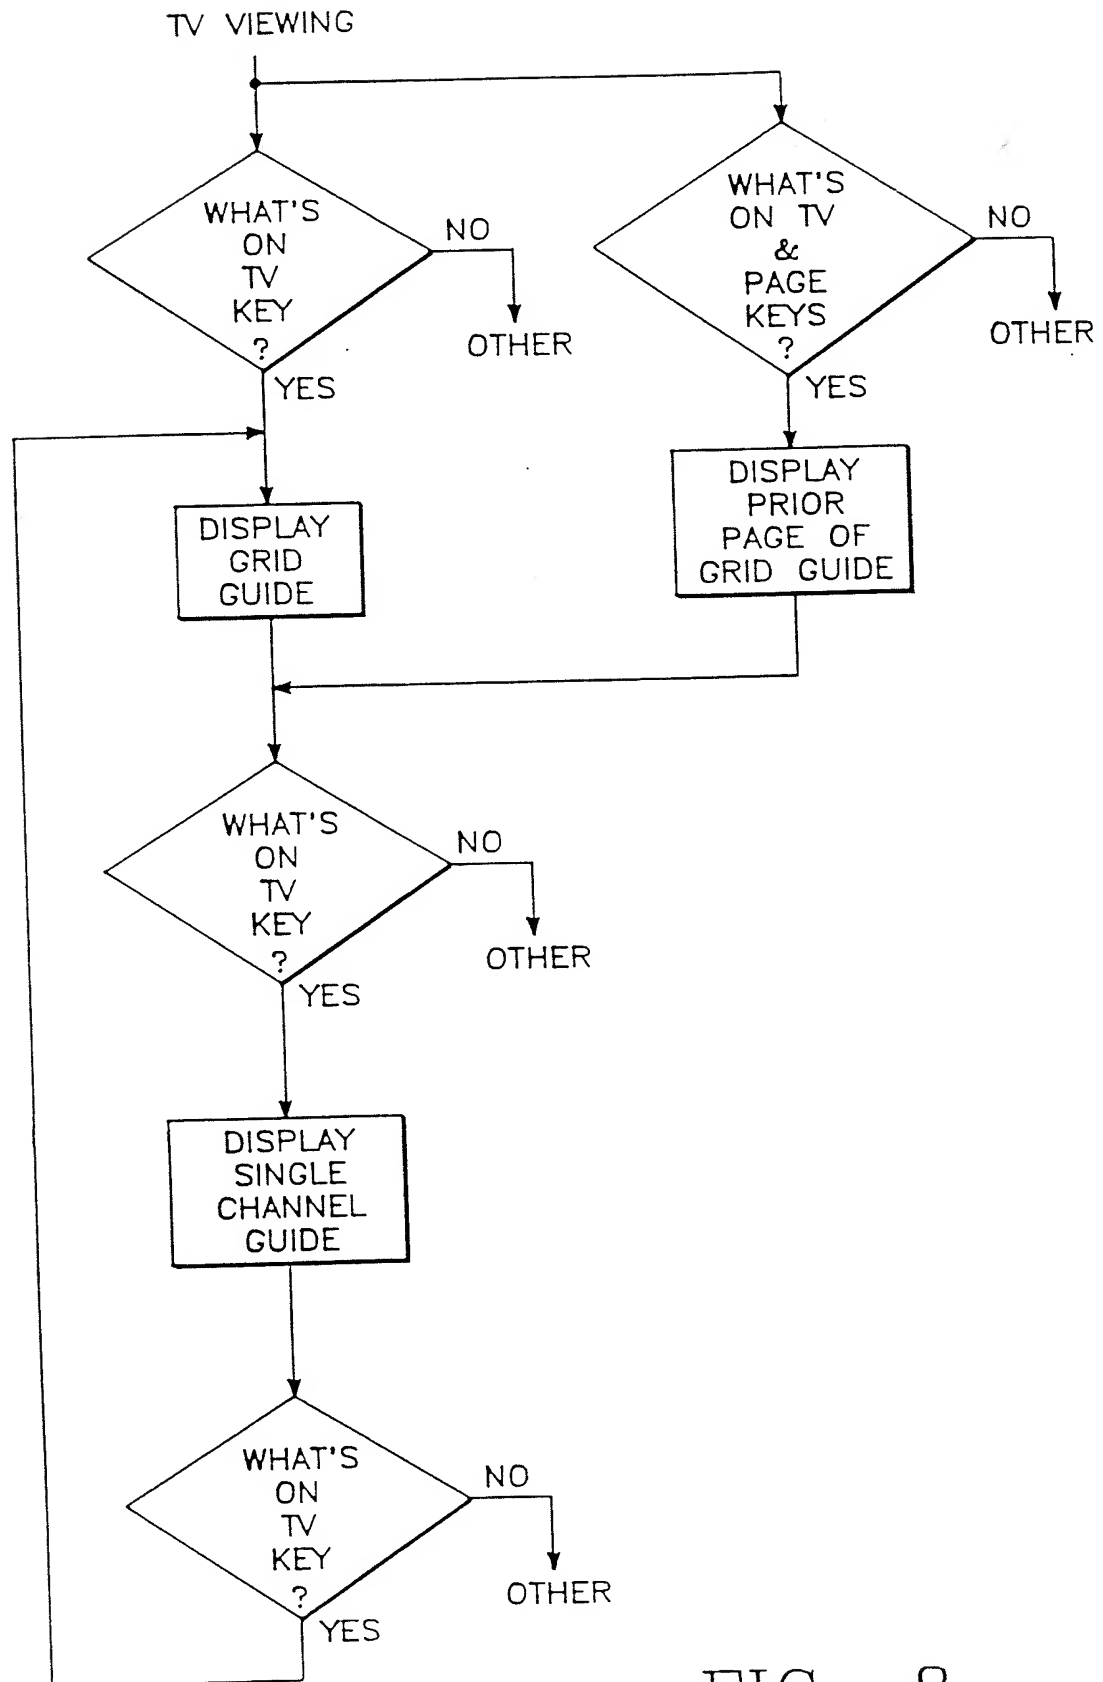 TV VIEWING
WHAT'S
ON
TV
KEY
?
NO
OTHER
YES
WHAT'S
ON TV
&
PAGE
KEYS
?
NO
OTHER
YES
DISPLAY
GRID
GUIDE
DISPLAY
PRIOR
PAGE OF
GRID GUIDE
WHAT'S
ON
TV
KEY
?
NO
OTHER
YES
DISPLAY
SINGLE
CHANNEL
GUIDE
WHAT'S
ON
TV
KEY
?
NO
OTHER
YES